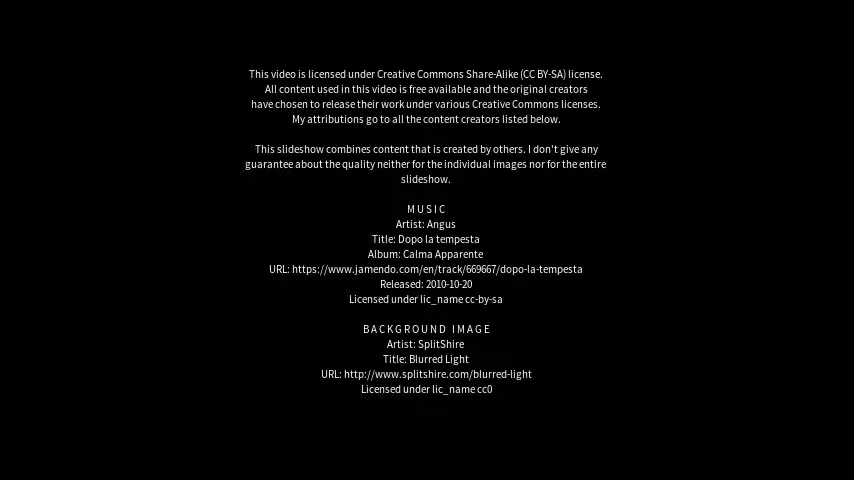 This video is licensed under Creative Commons Share-Alike (CC BY-SA) license.
All content used in this video is free available and the original creators
have chosen to release their work under various Creative Commons licenses.
My attributions go to all the content creators listed below.
This slideshow combines content that is created by others. I don't give any
guarantee about the quality neither for the individual images nor for the entire
slideshow.
MUSIC
Artist: Angus
Title: Dopo la tempesta
Album: Calma Apparente
URL: https://www.jamendo.com/en/track/669667/dopo-la-tempesta
Released: 2010-10-20
Licensed under lic_name cc-by-sa
BACKGROUND IMAGE
Artist: SplitShire
Title: Blurred Light
URL: http://www.splitshire.com/blurred-light
Licensed under lic_name cc0